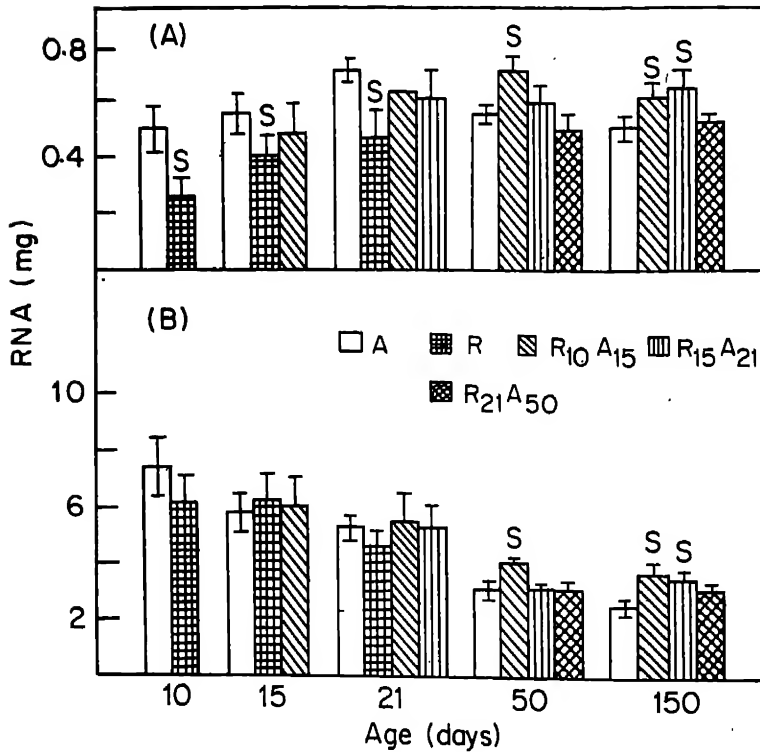 (A)
0.8
0.4
S
S
S
S
S
S
RNA (mg)
(B)
A
R
R10 A15
R15 A21
R21 A50
10
6
2
S
S
S
10
15
21
50
150
Age (days)